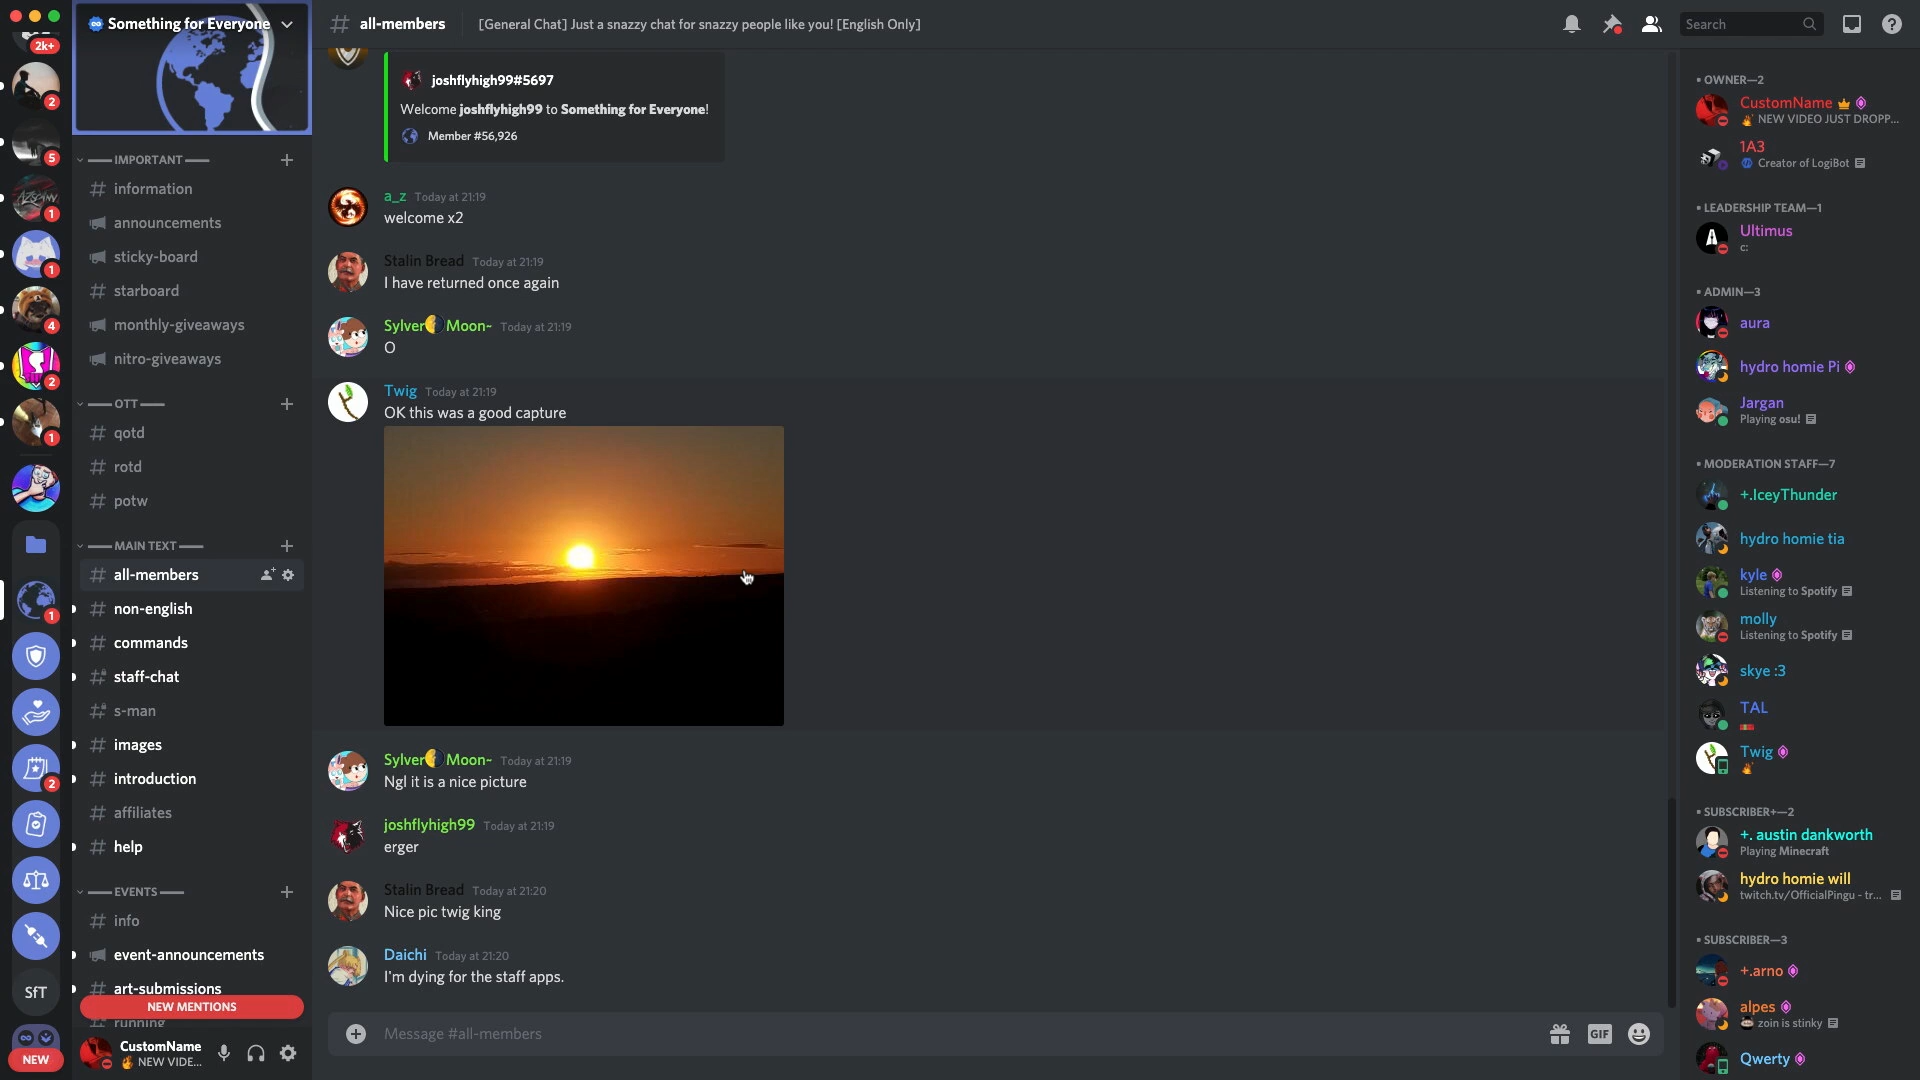 Something for Everyone
# all-members
[General Chat] Just a snazzy chat for snazzy people like you! [English Only]
Search
2k+
2
5
1
1
4
2
1
1
2
SfT
NEW
IMPORTANT
information
announcements
sticky-board
starboard
monthly-giveaways
nitro-giveaways
OTT
qotd
rotd
potw
MAIN TEXT
all-members
non-english
commands
staff-chat
s-man
images
introduction
affiliates
help
EVENTS
info
event-announcements
art-submissions
NEW MENTIONS
running
CustomName
NEW VIDE...
joshflyhigh99#5697
Welcome joshflyhigh99 to Something for Everyone!
Member #56,926
a_z Today at 21:19
welcome x2
Stalin Bread Today at 21:19
I have returned once again
Sylver Moon~ Today at 21:19
O
Twig Today at 21:19
OK this was a good capture
Sylver Moon~ Today at 21:19
Ngl it is a nice picture
joshflyhigh99 Today at 21:19
erger
Stalin Bread Today at 21:20
Nice pic twig king
Daichi Today at 21:20
I'm dying for the staff apps.
Message #all-members
GIF
• OWNER—2
CustomName
NEW VIDEO JUST DROPP...
1A3
Creator of LogiBot
• LEADERSHIP TEAM—1
Ultimus
c:
• ADMIN—3
aura
hydro homie Pi
Jargan
Playing osu!
• MODERATION STAFF—7
+.IceyThunder
hydro homie tia
kyle
Listening to Spotify
molly
Listening to Spotify
skye :3
TAL
Twig
• SUBSCRIBER+—2
+. austin dankworth
Playing Minecraft
hydro homie will
twitch.tv/OfficialPingu - tr...
• SUBSCRIBER—3
+.arno
alpes
zoin is stinky
Qwerty